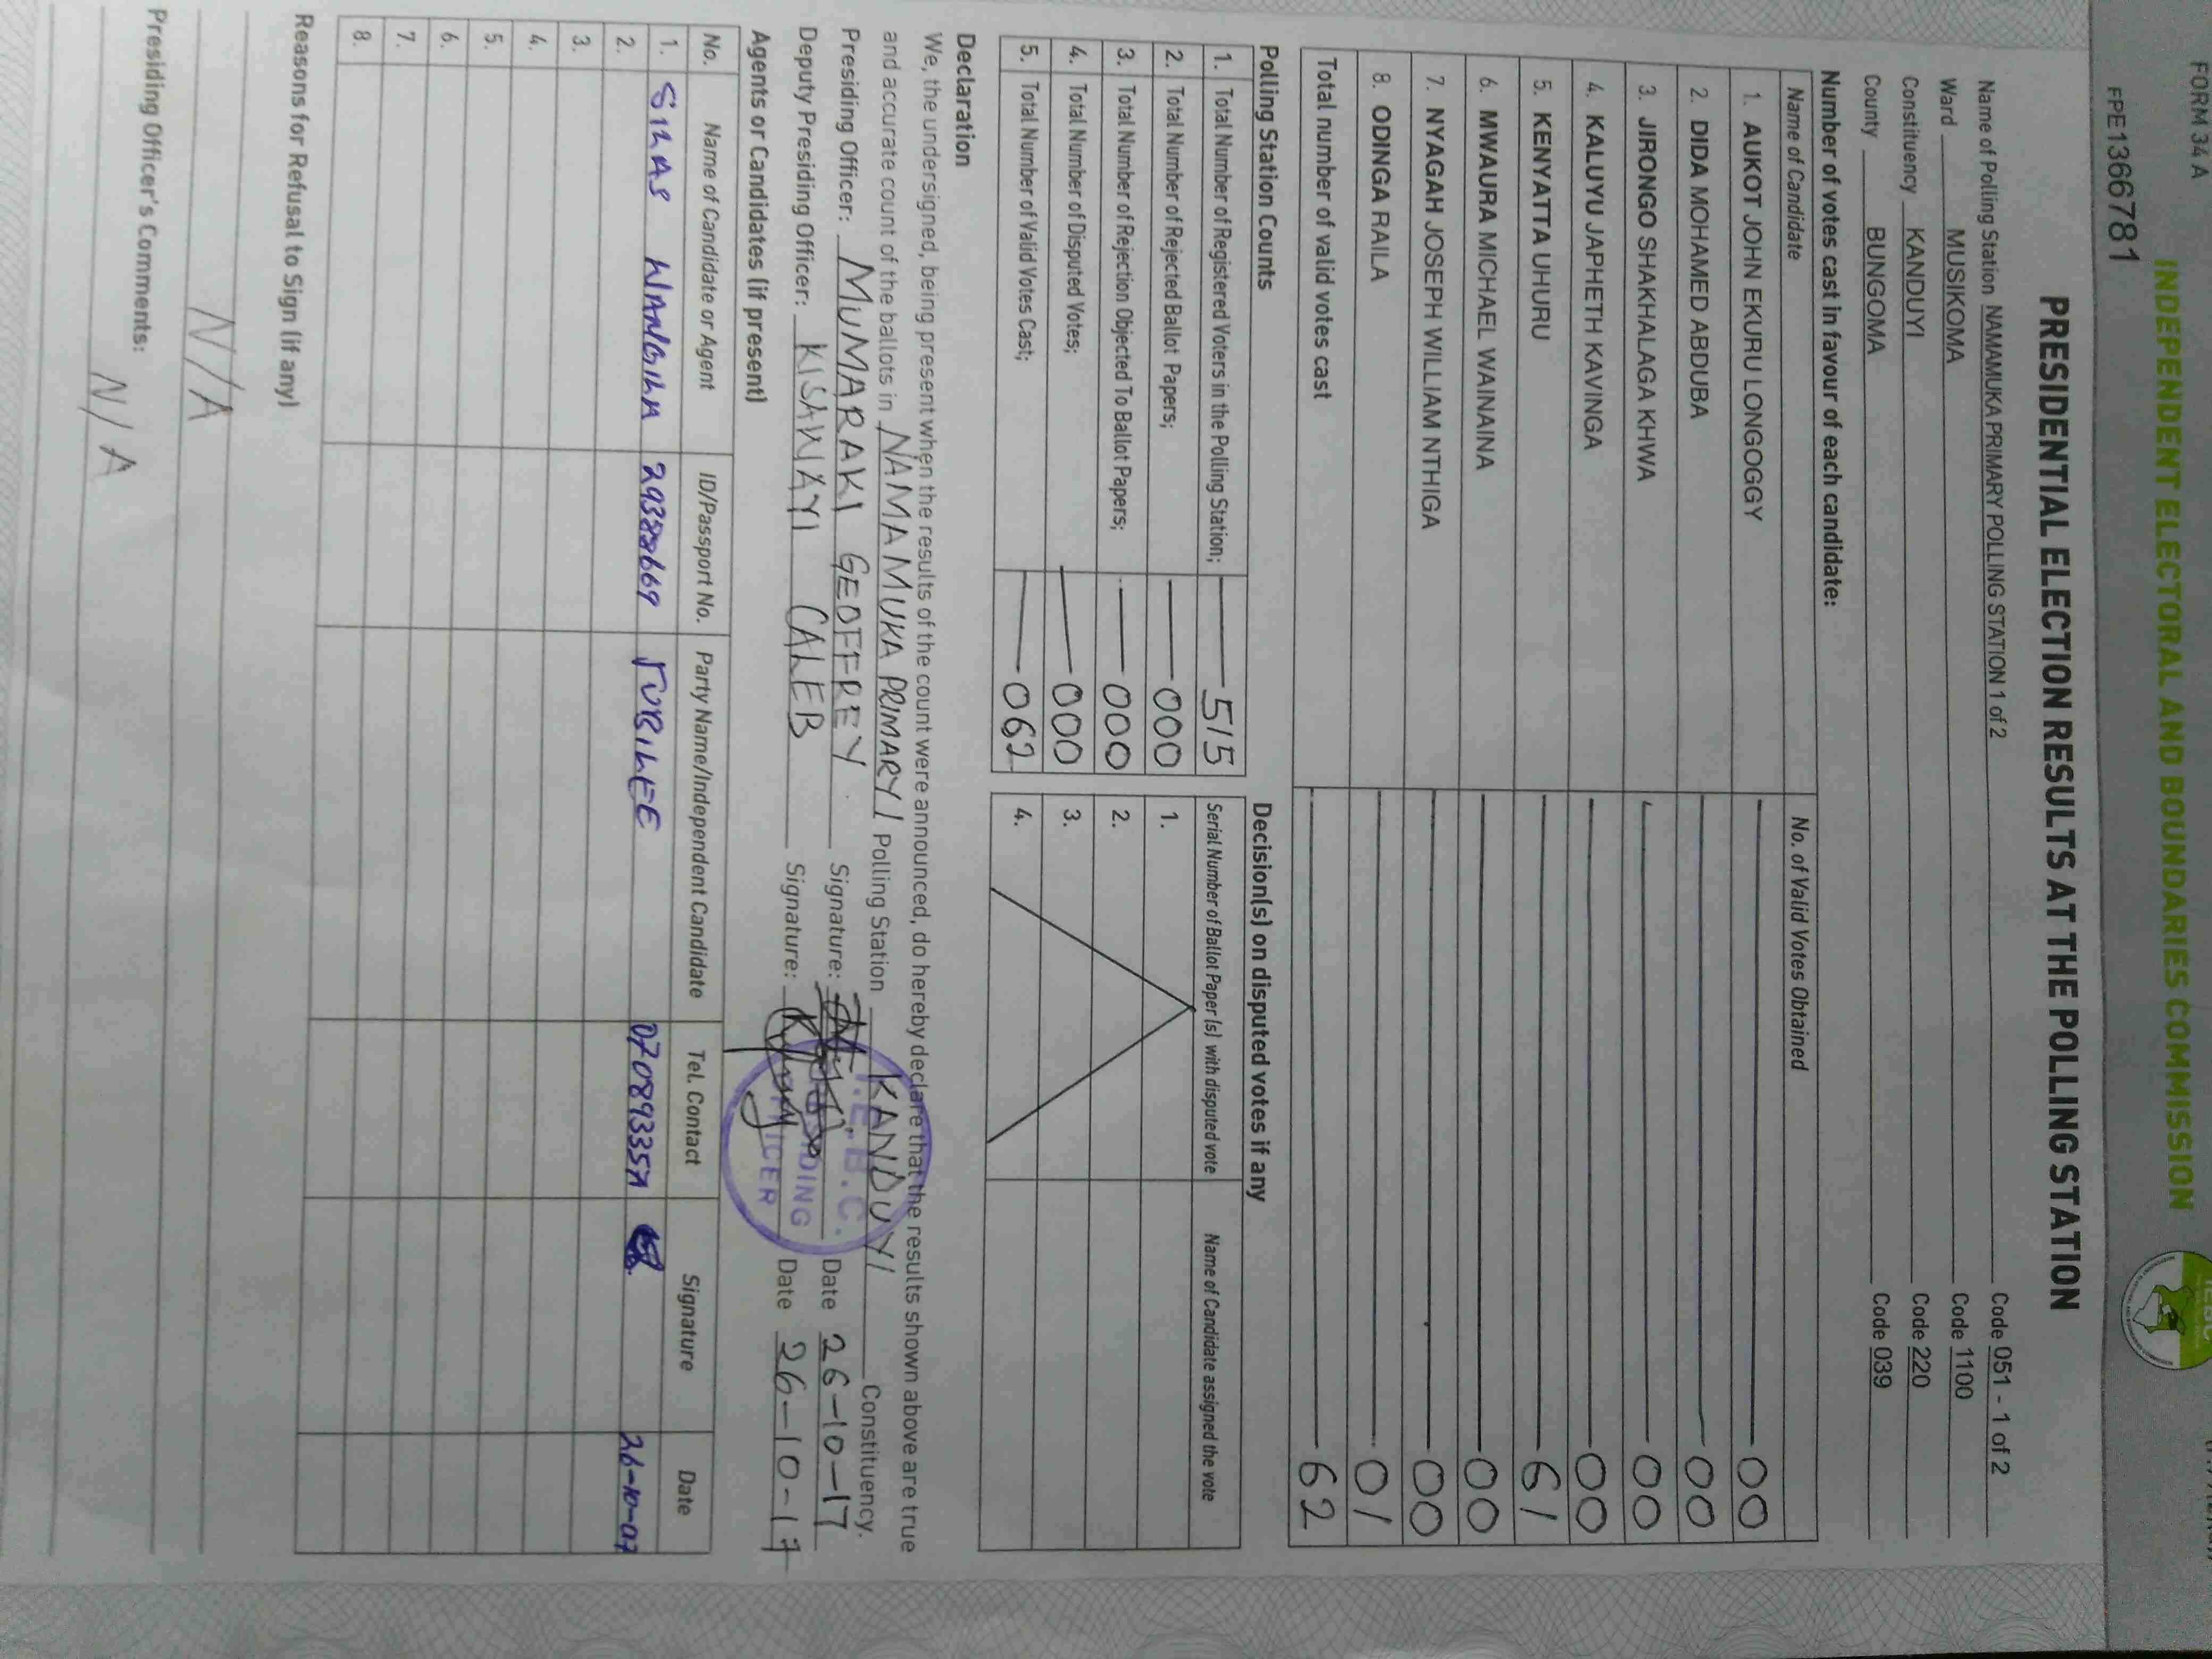 FORM 34 A
INDEPENDENT ELECTORAL AND BOUNDARIES COMMISSION
FPE1366781
PRESIDENTIAL ELECTION RESULTS AT THE POLLING STATION
Name of Polling Station NAMAMUKA PRIMARY POLLING STATION 1 of 2 Code 051 - 1 of 2
Ward MUSIKOMA Code 1100
Constituency KANDUYI Code 220
County BUNGOMA Code 039
Number of votes cast in favour of each candidate:
Name of Candidate No. of Valid Votes Obtained
1. AUKOT JOHN EKURU LONGOGGY 00
2. DIDA MOHAMED ABDUBA 00
3. JIRONGO SHAKHALAGA KHWA 00
4. KALUYU JAPHETH KAVINGA 00
5. KENYATTA UHURU 61
6. MWAURA MICHAEL WAINAINA 00
7. NYAGAH JOSEPH WILLIAM NTHIGA 00
8. ODINGA RAILA 01
Total number of valid votes cast 62
Polling Station Counts Decision(s) on disputed votes if any
1. Total Number of Registered Voters in the Polling Station; 515 Serial Number of Ballot Paper (s) with disputed vote Name of Candidate assigned the vote
2. Total Number of Rejected Ballot Papers; 000 1.
3. Total Number of Rejection Objected To Ballot Papers; 000 2.
4. Total Number of Disputed Votes; 000 3.
5. Total Number of Valid Votes Cast; 062 4.
Declaration
We, the undersigned, being present when the results of the count were announced, do hereby declare that the results shown above are true
and accurate count of the ballots in NAMAMUKA PRIMARY 1 Polling Station KANDUYI Constituency.
Presiding Officer: MUMARAKI GEOFFREY Signature: Date 26-10-17
Deputy Presiding Officer: KISAWAYI CALEB Signature: Date 26-10-17
I.E.B.C.
PRESIDING
OFFICER
Agents or Candidates (if present)
No. Name of Candidate or Agent ID/Passport No. Party Name/Independent Candidate Tel. Contact Signature Date
1. SILAS WANGILA JUBILEE 26-10-07
2.
3.
4.
5.
6.
7.
8.
Reasons for Refusal to Sign (if any)
N/A
Presiding Officer's Comments:
N/A